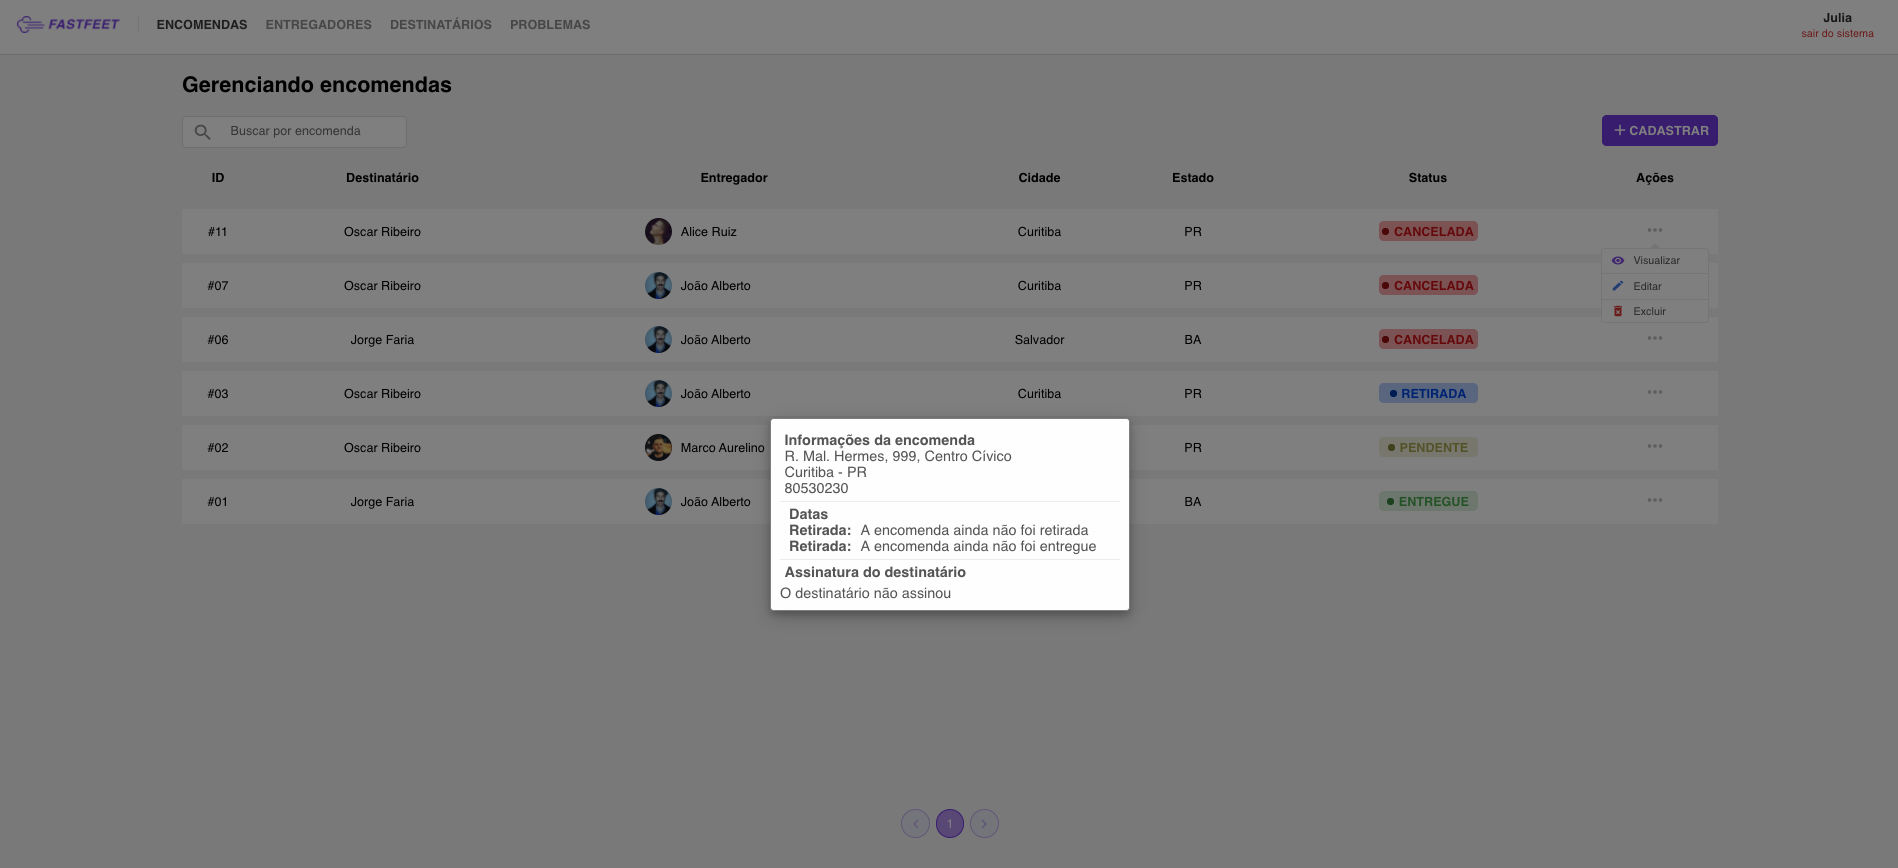 FASTFEET ENCOMENDAS ENTREGADORES DESTINATÁRIOS PROBLEMAS Julia
sair do sistema
Gerenciando encomendas
Buscar por encomenda + CADASTRAR
ID Destinatário Entregador Cidade Estado Status Ações
#11 Oscar Ribeiro Alice Ruiz Curitiba PR CANCELADA
Visualizar
Editar
Excluir
#07 Oscar Ribeiro João Alberto Curitiba PR CANCELADA
#06 Jorge Faria João Alberto Salvador BA CANCELADA
#03 Oscar Ribeiro João Alberto Curitiba PR RETIRADA
#02 Oscar Ribeiro Marco Aurelino PR PENDENTE
#01 Jorge Faria João Alberto BA ENTREGUE
Informações da encomenda
R. Mal. Hermes, 999, Centro Cívico
Curitiba - PR
80530230
Datas
Retirada: A encomenda ainda não foi retirada
Retirada: A encomenda ainda não foi entregue
Assinatura do destinatário
O destinatário não assinou
< 1 >